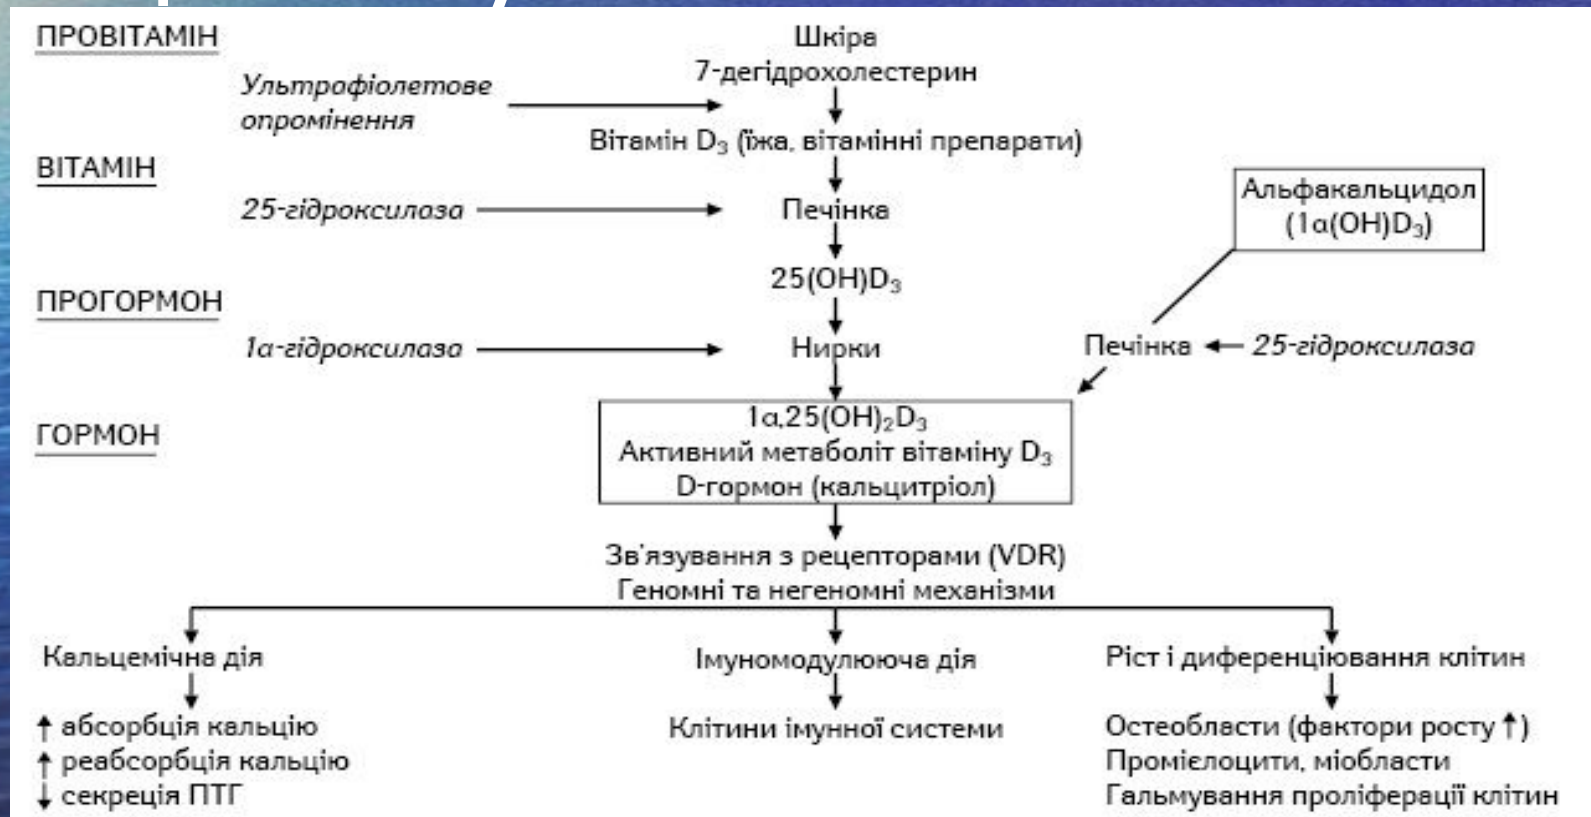 ПРОВІТАМІН
Шкіра
7-дегідрохолестерин
Ультрафіолетове
опромінення
Вітамін D₃ (їжа, вітамінні препарати)
ВІТАМІН
25-гідроксилаза
Печінка
Альфакальцидол
(1α(OH)D₃)
25(OH)D₃
ПРОГОРМОН
1α-гідроксилаза
Нирки
Печінка
25-гідроксилаза
ГОРМОН
1α,25(OH)₂D₃
Активний метаболіт вітаміну D₃
D-гормон (кальцитріол)
Зв'язування з рецепторами (VDR)
Геномні та негеномні механізми
Кальцемічна дія
Імуномодулююча дія
Ріст і диференціювання клітин
↑ абсорбція кальцію
↑ реабсорбція кальцію
↓ секреція ПТГ
Клітини імунної системи
Остеобласти (фактори росту ↑)
Промієлоцити, міобласти
Гальмування проліферації клітин